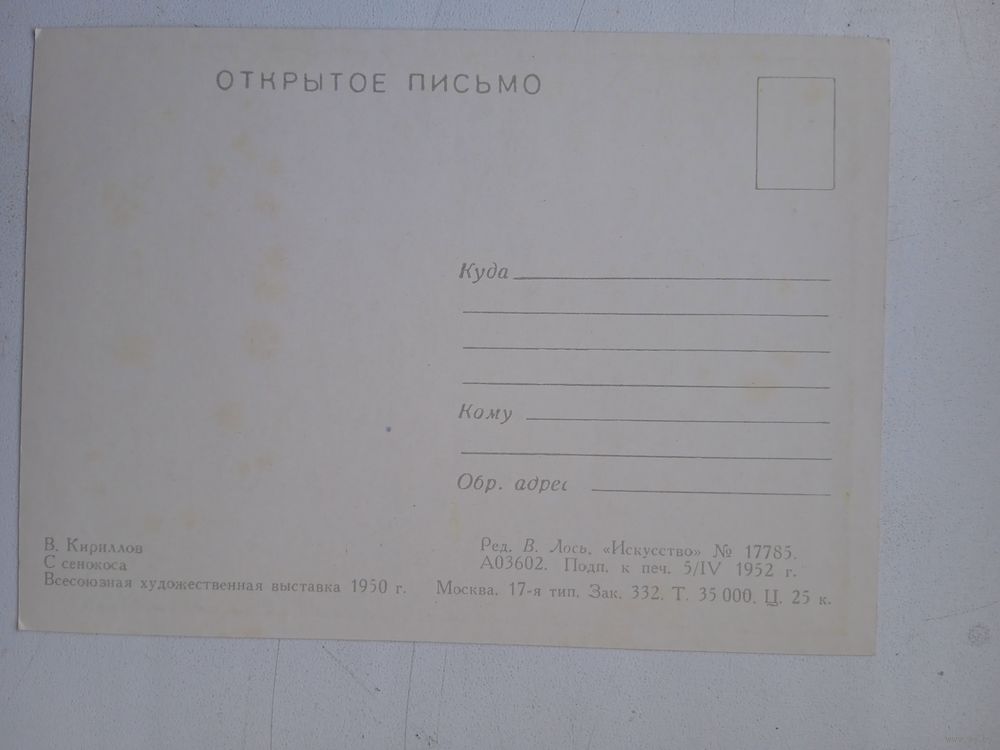 ОТКРЫТОЕ ПИСЬМО
Куда
Кому
Обр. адрес
В. Кириллов
С сенокоса
Всесоюзная художественная выставка 1950 г.
Ред. В. Лось. «Искусство» № 17785.
А03602. Подп. к печ. 5/IV 1952 г.
Москва. 17-я тип. Зак. 332. Т. 35 000. Ц. 25 к.